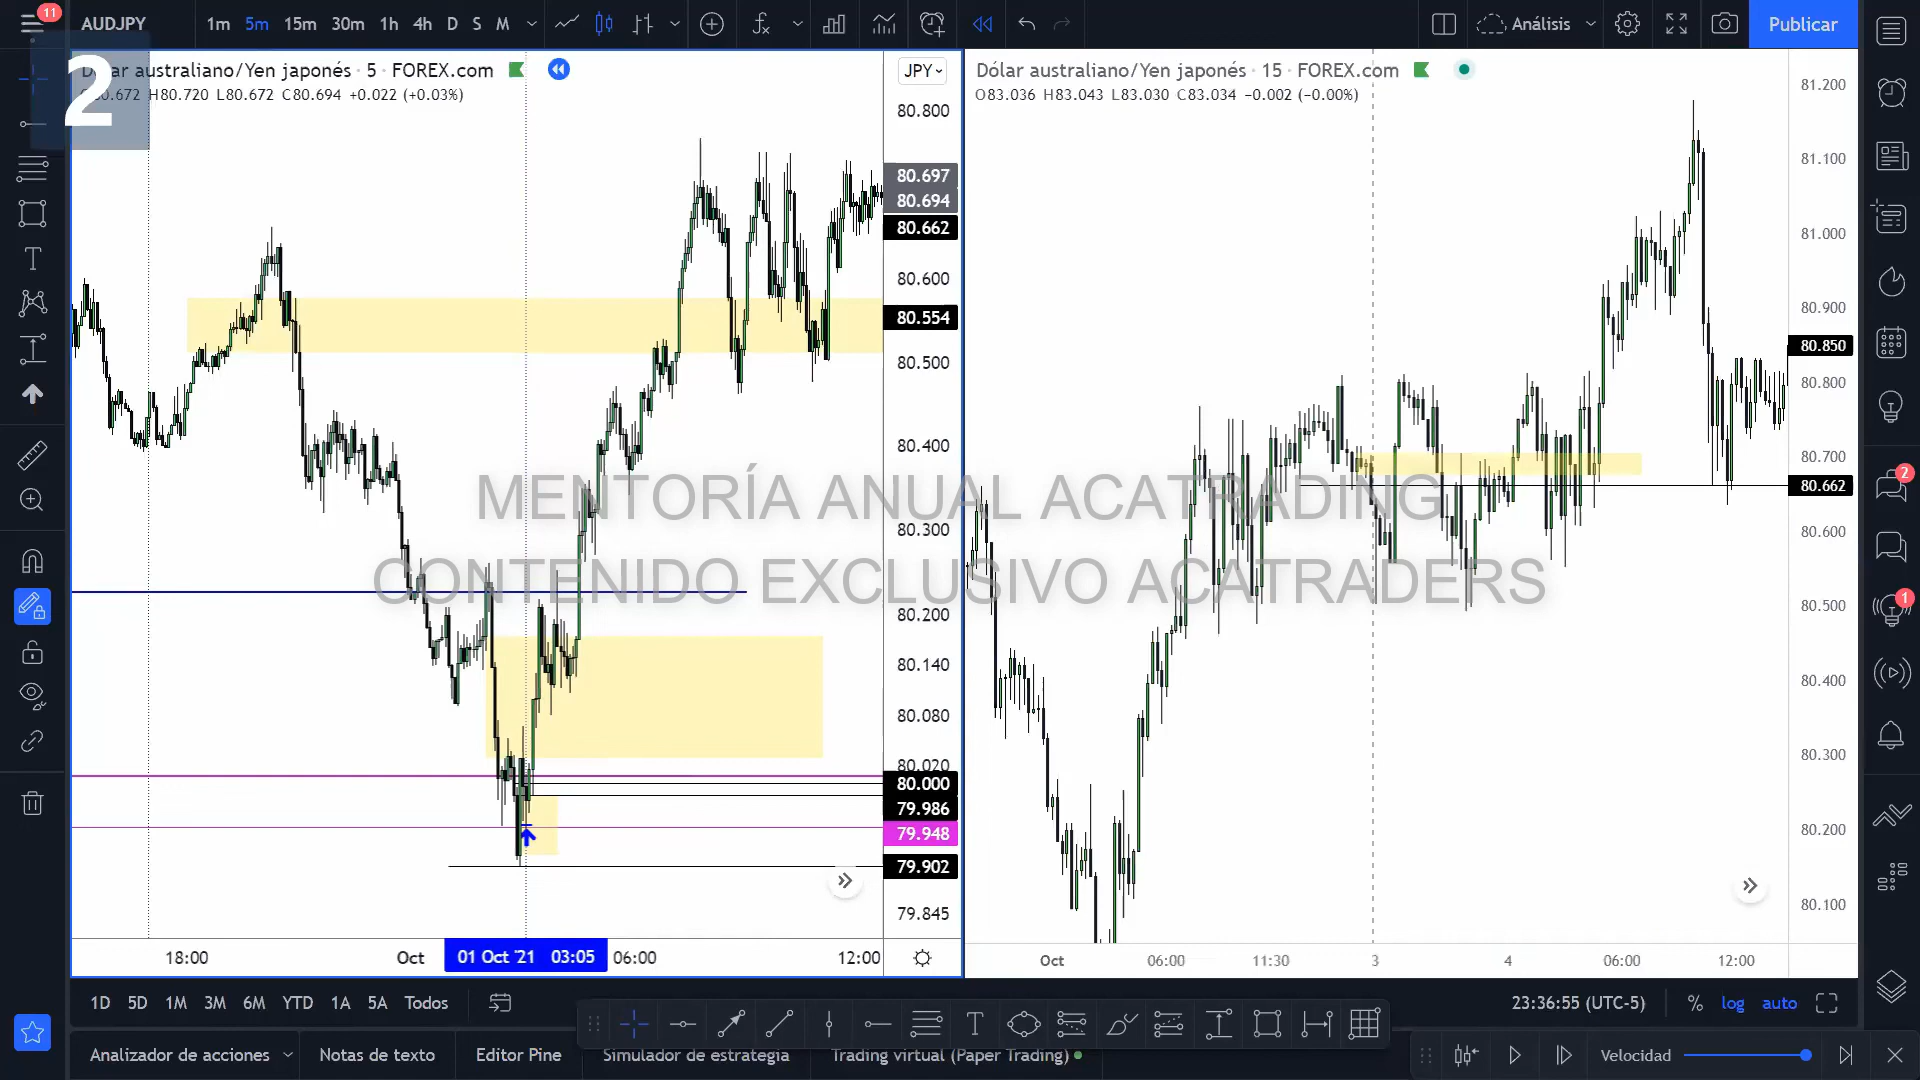 11
AUDJPY
1m 5m 15m 30m 1h 4h D S M
Análisis
Publicar
2
Dólar australiano/Yen japonés · 5 · FOREX.com
O80.672 H80.720 L80.672 C80.694 +0.022 (+0.03%)
JPY
80.800
80.697
80.694
80.662
80.600
80.554
80.500
80.400
80.300
80.200
80.140
80.080
80.020
80.000
79.986
79.948
79.902
79.845
18:00 Oct 01 Oct '21 03:05 06:00 12:00
Dólar australiano/Yen japonés · 15 · FOREX.com
O83.036 H83.043 L83.030 C83.034 −0.002 (−0.00%)
81.200
81.100
81.000
80.900
80.850
80.800
80.700
80.662
80.600
80.500
80.400
80.300
80.200
80.100
Oct 06:00 11:30 3 4 06:00 12:00
MENTORÍA ANUAL ACATRADING
CONTENIDO EXCLUSIVO ACATRADERS
2
1
1D 5D 1M 3M 6M YTD 1A 5A Todos
23:36:55 (UTC-5) % log auto
Analizador de acciones Notas de texto Editor Pine Simulador de estrategia Trading virtual (Paper Trading)
Velocidad